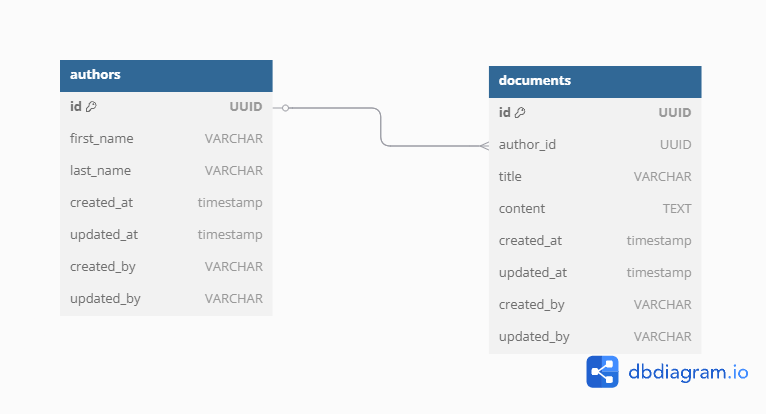 authors
id UUID
first_name VARCHAR
last_name VARCHAR
created_at timestamp
updated_at timestamp
created_by VARCHAR
updated_by VARCHAR
documents
id UUID
author_id UUID
title VARCHAR
content TEXT
created_at timestamp
updated_at timestamp
created_by VARCHAR
updated_by VARCHAR
dbdiagram.io